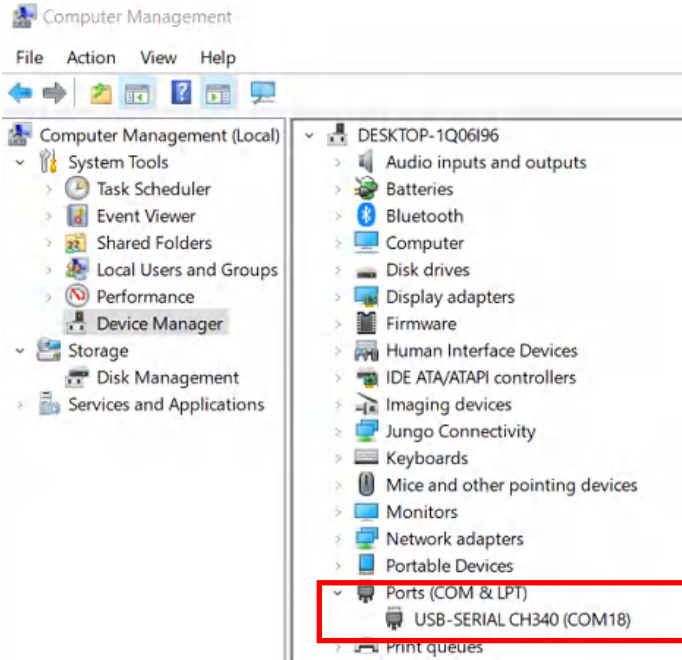 Computer Management
File Action View Help
Computer Management (Local)
System Tools
Task Scheduler
Event Viewer
Shared Folders
Local Users and Groups
Performance
Device Manager
Storage
Disk Management
Services and Applications
DESKTOP-1Q06I96
Audio inputs and outputs
Batteries
Bluetooth
Computer
Disk drives
Display adapters
Firmware
Human Interface Devices
IDE ATA/ATAPI controllers
Imaging devices
Jungo Connectivity
Keyboards
Mice and other pointing devices
Monitors
Network adapters
Portable Devices
Ports (COM & LPT)
USB-SERIAL CH340 (COM18)
Print queues